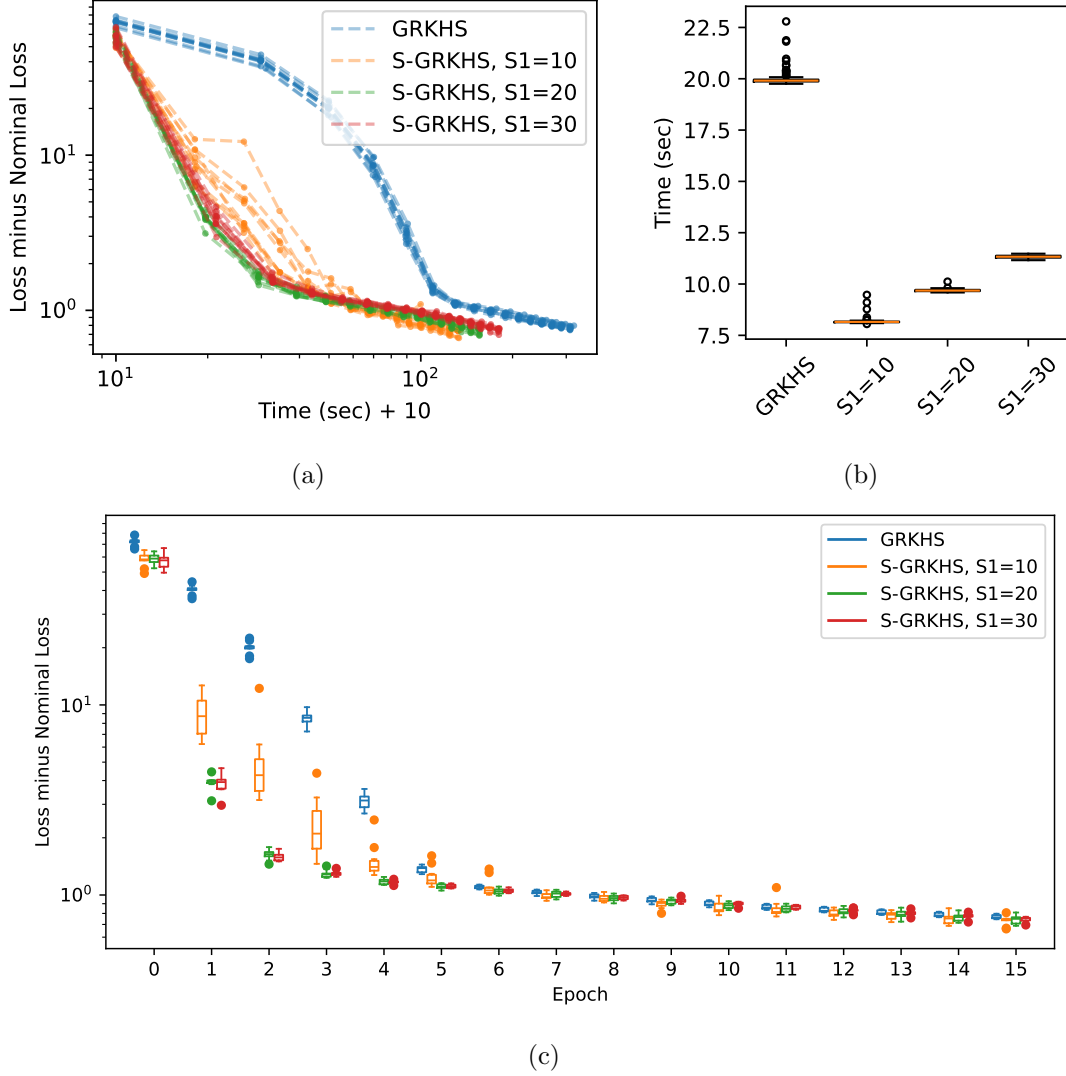 GRKHS
S-GRKHS, S1=10
S-GRKHS, S1=20
S-GRKHS, S1=30
10¹
10⁰
Loss minus Nominal Loss
10¹
10²
Time (sec) + 10
(a)
22.5
20.0
17.5
15.0
12.5
10.0
7.5
Time (sec)
GRKHS
S1=10
S1=20
S1=30
(b)
GRKHS
S-GRKHS, S1=10
S-GRKHS, S1=20
S-GRKHS, S1=30
10¹
10⁰
Loss minus Nominal Loss
0 1 2 3 4 5 6 7 8 9 10 11 12 13 14 15
Epoch
(c)